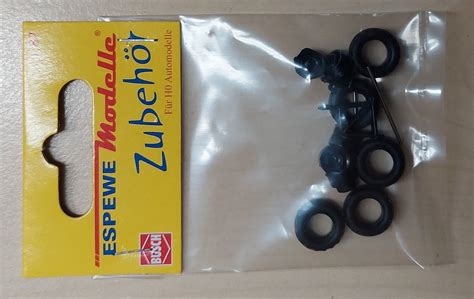 ESPEWE Modelle
Zubehör
Für H0 Automodelle
BUSCH